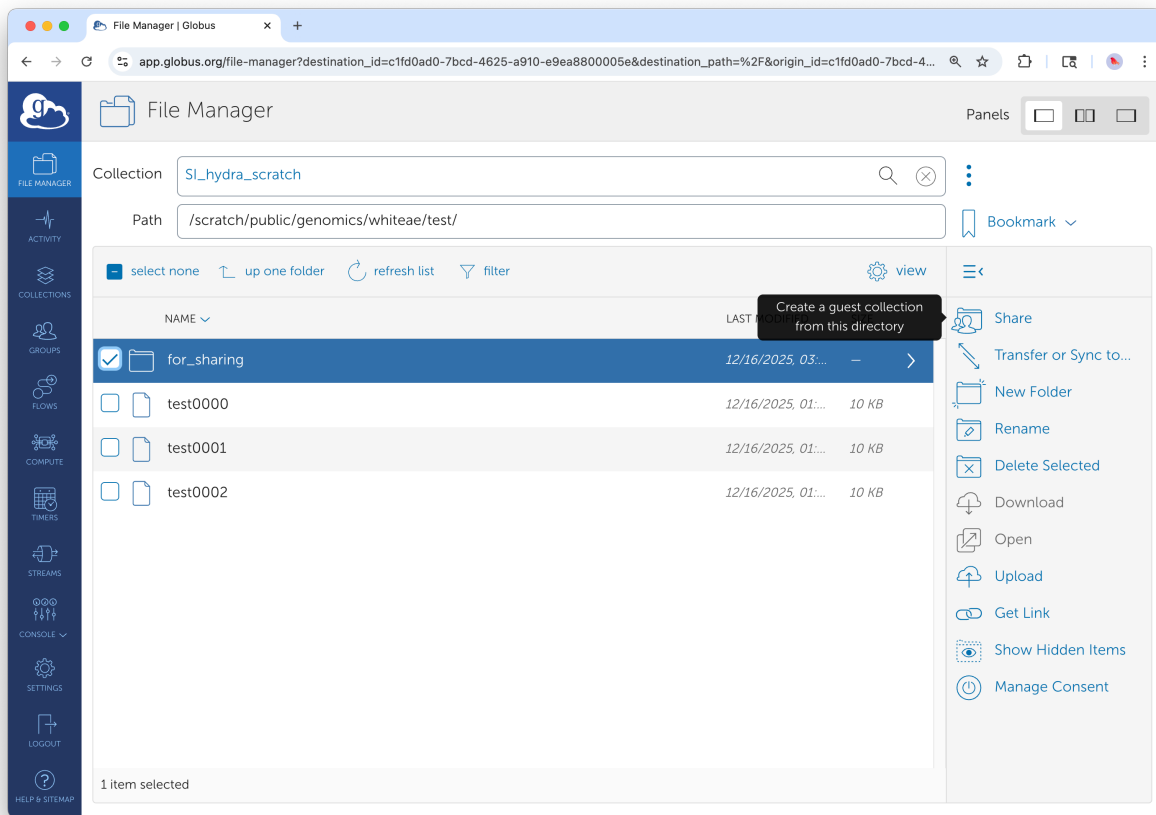 File Manager | Globus
app.globus.org/file-manager?destination_id=c1fd0ad0-7bcd-4625-a910-e9ea8800005e&destination_path=%2F&origin_id=c1fd0ad0-7bcd-4...
g
File Manager
Panels
FILE MANAGER
ACTIVITY
COLLECTIONS
GROUPS
FLOWS
COMPUTE
TIMERS
STREAMS
CONSOLE
SETTINGS
LOGOUT
HELP & SITEMAP
Collection
SI_hydra_scratch
Path
/scratch/public/genomics/whiteae/test/
Bookmark
select none
up one folder
refresh list
filter
view
NAME
LAST
Create a guest collection
from this directory
for_sharing 12/16/2025, 03:... —
test0000 12/16/2025, 01:... 10 KB
test0001 12/16/2025, 01:... 10 KB
test0002 12/16/2025, 01:... 10 KB
1 item selected
Share
Transfer or Sync to...
New Folder
Rename
Delete Selected
Download
Open
Upload
Get Link
Show Hidden Items
Manage Consent